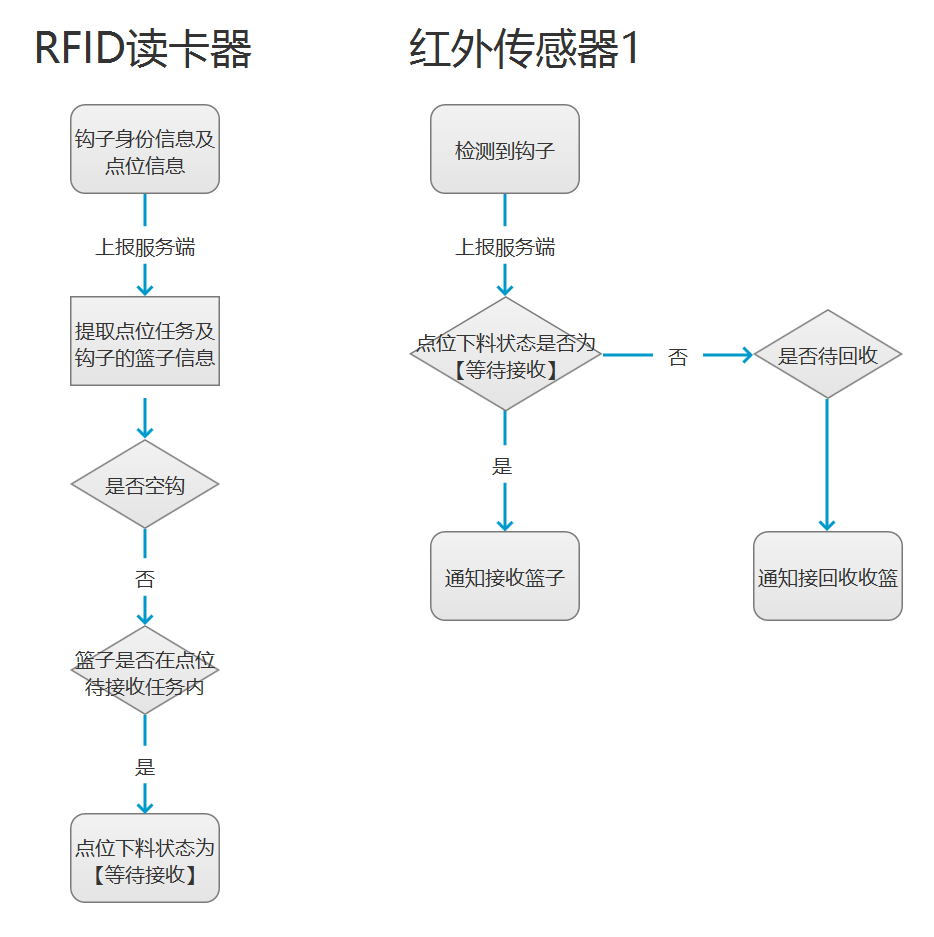 RFID读卡器
钩子身份信息及
点位信息
上报服务端
提取点位任务及
钩子的篮子信息
是否空钩
否
篮子是否在点位
待接收任务内
是
点位下料状态为
【等待接收】
红外传感器1
检测到钩子
上报服务端
点位下料状态是否为
【等待接收】
否
是否待回收
是
通知接收篮子
通知接回收收篮